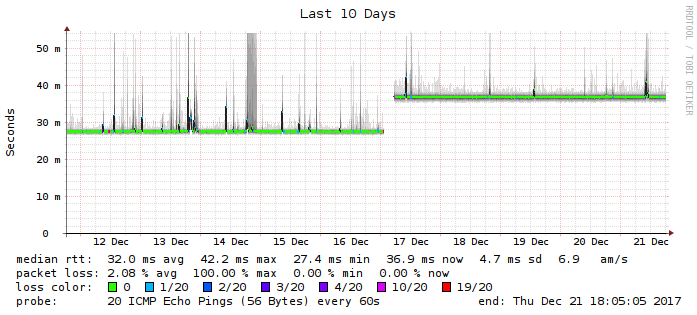 Last 10 Days
RRDTOOL / TOBI OETIKER
Seconds
50 m
40 m
30 m
20 m
10 m
0
12 Dec 13 Dec 14 Dec 15 Dec 16 Dec 17 Dec 18 Dec 19 Dec 20 Dec 21 Dec
median rtt: 32.0 ms avg 42.2 ms max 27.4 ms min 36.9 ms now 4.7 ms sd 6.9 am/s
packet loss: 2.08 % avg 100.00 % max 0.00 % min 0.00 % now
loss color: 0 1/20 2/20 3/20 4/20 10/20 19/20
probe: 20 ICMP Echo Pings (56 Bytes) every 60s end: Thu Dec 21 18:05:05 2017